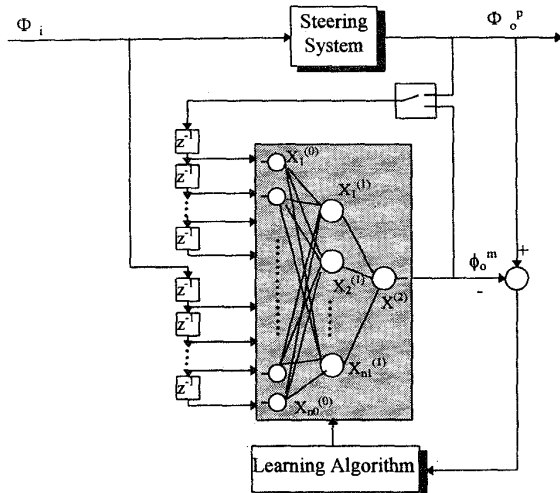 Φ i
Steering
System
Φ o p
z-1
z-1
z-1
z-1
z-1
z-1
X1(0)
X1(1)
X2(1)
X(2)
Xn1(1)
Xn0(0)
ϕo m
+
-
Learning Algorithm